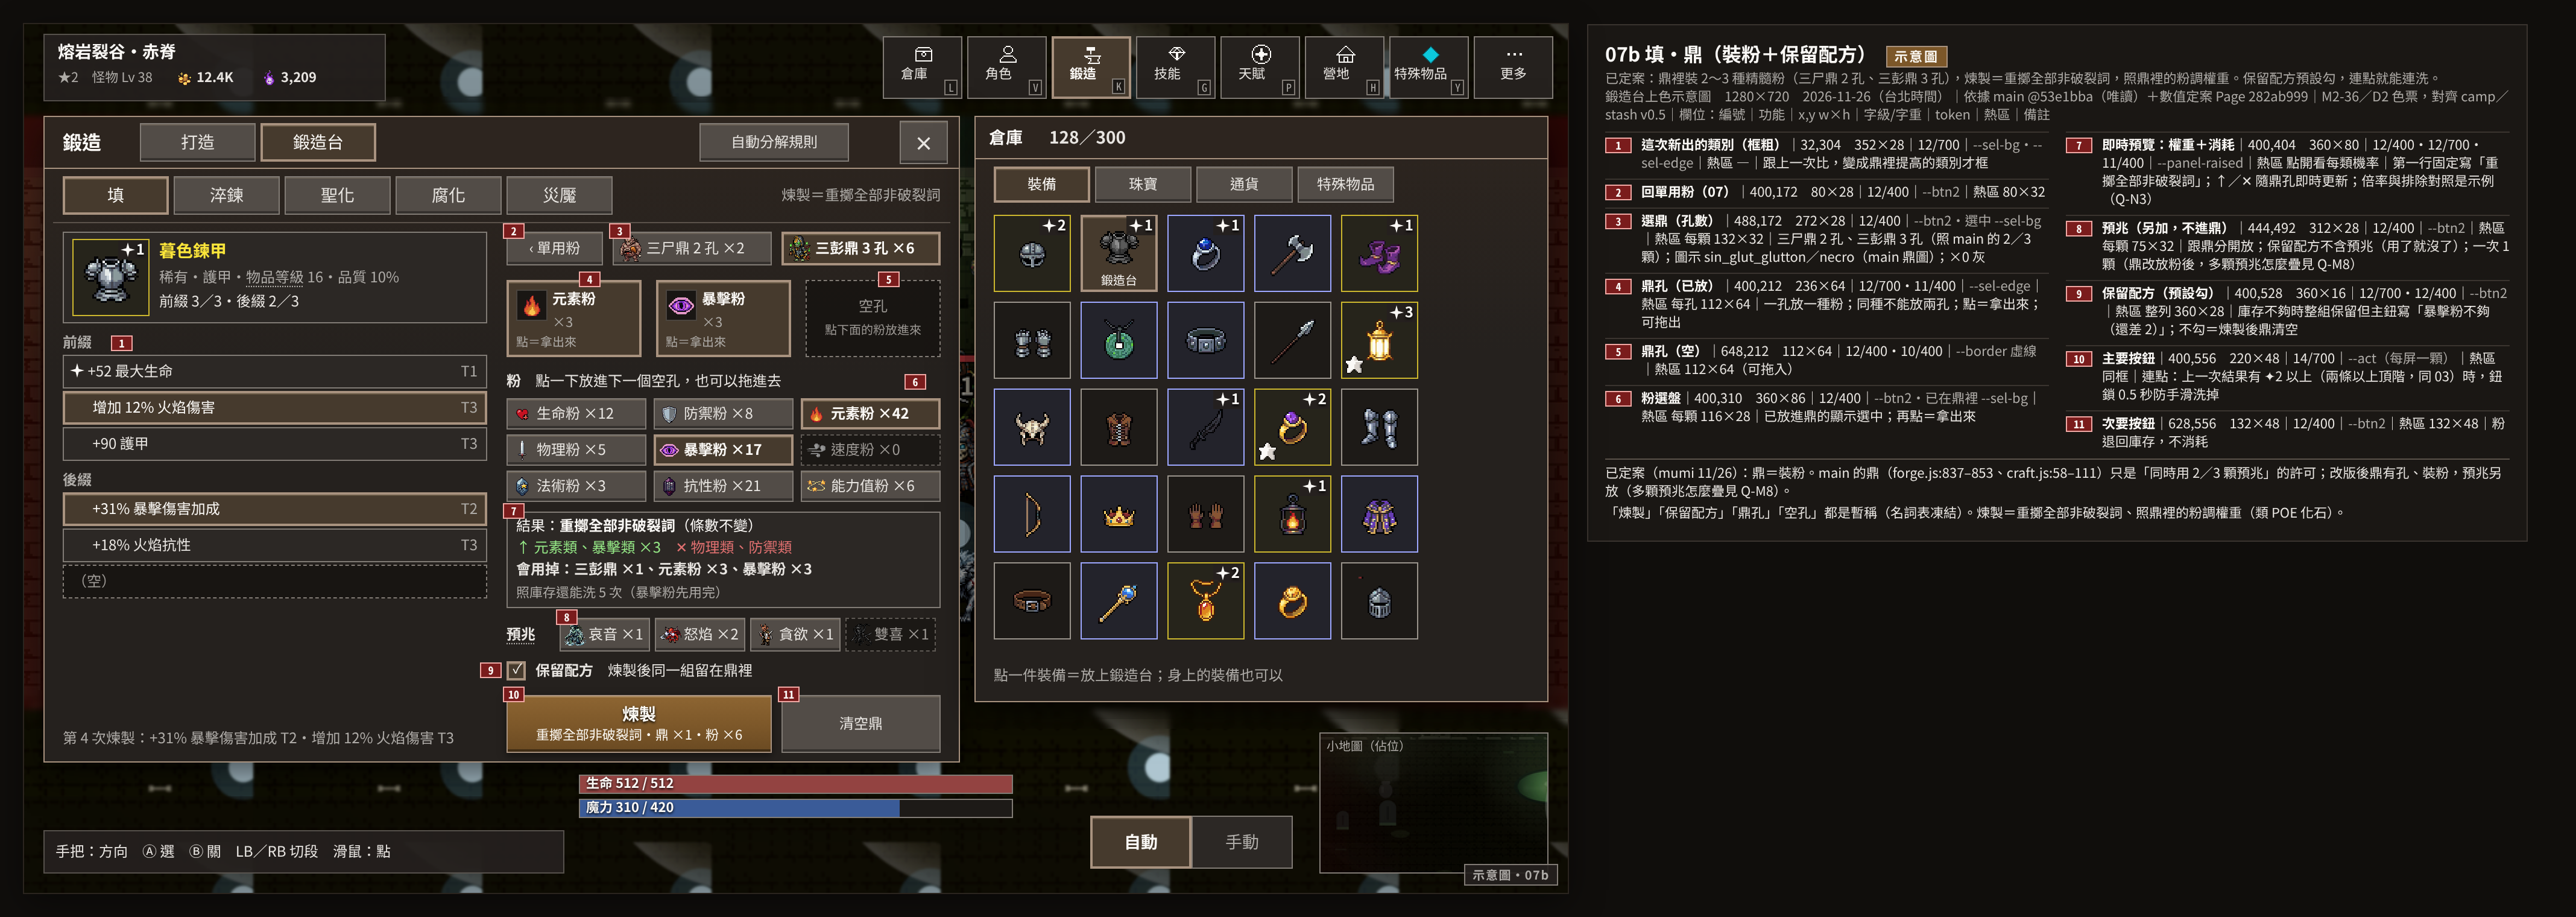 熔岩裂谷・赤脊
★2 怪物 Lv 38 12.4K 3,209
倉庫 L
角色 V
鍛造 K
技能 G
天賦 P
營地 H
特殊物品 Y
… 更多
鍛造 打造 鍛造台 自動分解規則 ✕
填 淬鍊 聖化 腐化 災魘 煉製＝重擲全部非破裂詞
✦1 暮色鍊甲
稀有・護甲・物品等級 16・品質 10%
前綴 3／3・後綴 2／3
前綴 1
✦ +52 最大生命 T1
增加 12% 火焰傷害 T3
+90 護甲 T3
後綴
+31% 暴擊傷害加成 T2
+18% 火焰抗性 T3
（空）
第 4 次煉製：+31% 暴擊傷害加成 T2・增加 12% 火焰傷害 T3
2 ‹ 單用粉
3 三尸鼎 2 孔 ×2
三彭鼎 3 孔 ×6
4
元素粉
×3
點＝拿出來
暴擊粉
×3
點＝拿出來
5
空孔
點下面的粉放進來
粉 點一下放進下一個空孔，也可以拖進去 6
生命粉 ×12 防禦粉 ×8 元素粉 ×42
物理粉 ×5 暴擊粉 ×17 速度粉 ×0
法術粉 ×3 抗性粉 ×21 能力值粉 ×6
7
結果：重擲全部非破裂詞（條數不變）
↑ 元素類、暴擊類 ×3 ✕ 物理類、防禦類
會用掉：三彭鼎 ×1、元素粉 ×3、暴擊粉 ×3
照庫存還能洗 5 次（暴擊粉先用完）
8
預兆 哀音 ×1 怒焰 ×2 貪欲 ×1 雙喜 ×1
9 ✓ 保留配方 煉製後同一組留在鼎裡
10
煉製
重擲全部非破裂詞・鼎 ×1・粉 ×6
11
清空鼎
倉庫 128／300
裝備 珠寶 通貨 特殊物品
✦2 ✦1 ✦1 ✦1
鍛造台
✦3
✦1 ✦2
✦1
✦2
點一件裝備＝放上鍛造台；身上的裝備也可以
生命 512 / 512
魔力 310 / 420
手把：方向 Ⓐ 選 Ⓑ 關 LB／RB 切段 滑鼠：點
自動 手動
小地圖（佔位）
示意圖・07b
07b 填・鼎（裝粉＋保留配方） 示意圖
已定案：鼎裡裝 2～3 種精髓粉（三尸鼎 2 孔、三彭鼎 3 孔），煉製＝重擲全部非破裂詞，照鼎裡的粉調權重。保留配方預設勾，連點就能連洗。
鍛造台上色示意圖 1280×720 2026-11-26（台北時間）｜依據 main @53e1bba（唯讀）＋數值定案 Page 282ab999｜M2-36／D2 色票，對齊 camp／
stash v0.5｜欄位：編號｜功能｜x,y w×h｜字級/字重｜token｜熱區｜備註
1 這次新出的類別（框粗）｜32,304 352×28｜12/700｜--sel-bg・--
sel-edge｜熱區 —｜跟上一次比，變成鼎裡提高的類別才框
2 回單用粉（07）｜400,172 80×28｜12/400｜--btn2｜熱區 80×32
3 選鼎（孔數）｜488,172 272×28｜12/400｜--btn2・選中 --sel-bg
｜熱區 每顆 132×32｜三尸鼎 2 孔、三彭鼎 3 孔（照 main 的 2／3
顆）；圖示 sin_glut_glutton／necro（main 鼎圖）；×0 灰
4 鼎孔（已放）｜400,212 236×64｜12/700・11/400｜--sel-edge｜
熱區 每孔 112×64｜一孔放一種粉；同種不能放兩孔；點＝拿出來；
可拖出
5 鼎孔（空）｜648,212 112×64｜12/400・10/400｜--border 虛線
｜熱區 112×64（可拖入）
6 粉選盤｜400,310 360×86｜12/400｜--btn2・已在鼎裡 --sel-bg｜
熱區 每顆 116×28｜已放進鼎的顯示選中；再點＝拿出來
7 即時預覽：權重＋消耗｜400,404 360×80｜12/400・12/700・
11/400｜--panel-raised｜熱區 點開看每類機率｜第一行固定寫「重
擲全部非破裂詞」；↑／✕ 隨鼎孔即時更新；倍率與排除對照是示例
（Q-N3）
8 預兆（另加，不進鼎）｜444,492 312×28｜12/400｜--btn2｜熱區
每顆 75×32｜跟鼎分開放；保留配方不含預兆（用了就沒了）；一次 1
顆（鼎改放粉後，多顆預兆怎麼疊見 Q-M8）
9 保留配方（預設勾）｜400,528 360×16｜12/700・12/400｜--btn2
｜熱區 整列 360×28｜庫存不夠時整組保留但主鈕寫「暴擊粉不夠
（還差 2）」；不勾＝煉製後鼎清空
10 主要按鈕｜400,556 220×48｜14/700｜--act（每屏一顆）｜熱區
同框｜連點：上一次結果有 ✦2 以上（兩條以上頂階，同 03）時，鈕
鎖 0.5 秒防手滑洗掉
11 次要按鈕｜628,556 132×48｜12/400｜--btn2｜熱區 132×48｜粉
退回庫存，不消耗
已定案（mumi 11/26）：鼎＝裝粉。main 的鼎（forge.js:837–853、craft.js:58–111）只是「同時用 2／3 顆預兆」的許可；改版後鼎有孔、裝粉，預兆另
放（多顆預兆怎麼疊見 Q-M8）。
「煉製」「保留配方」「鼎孔」「空孔」都是暫稱（名詞表凍結）。煉製＝重擲全部非破裂詞、照鼎裡的粉調權重（類 POE 化石）。